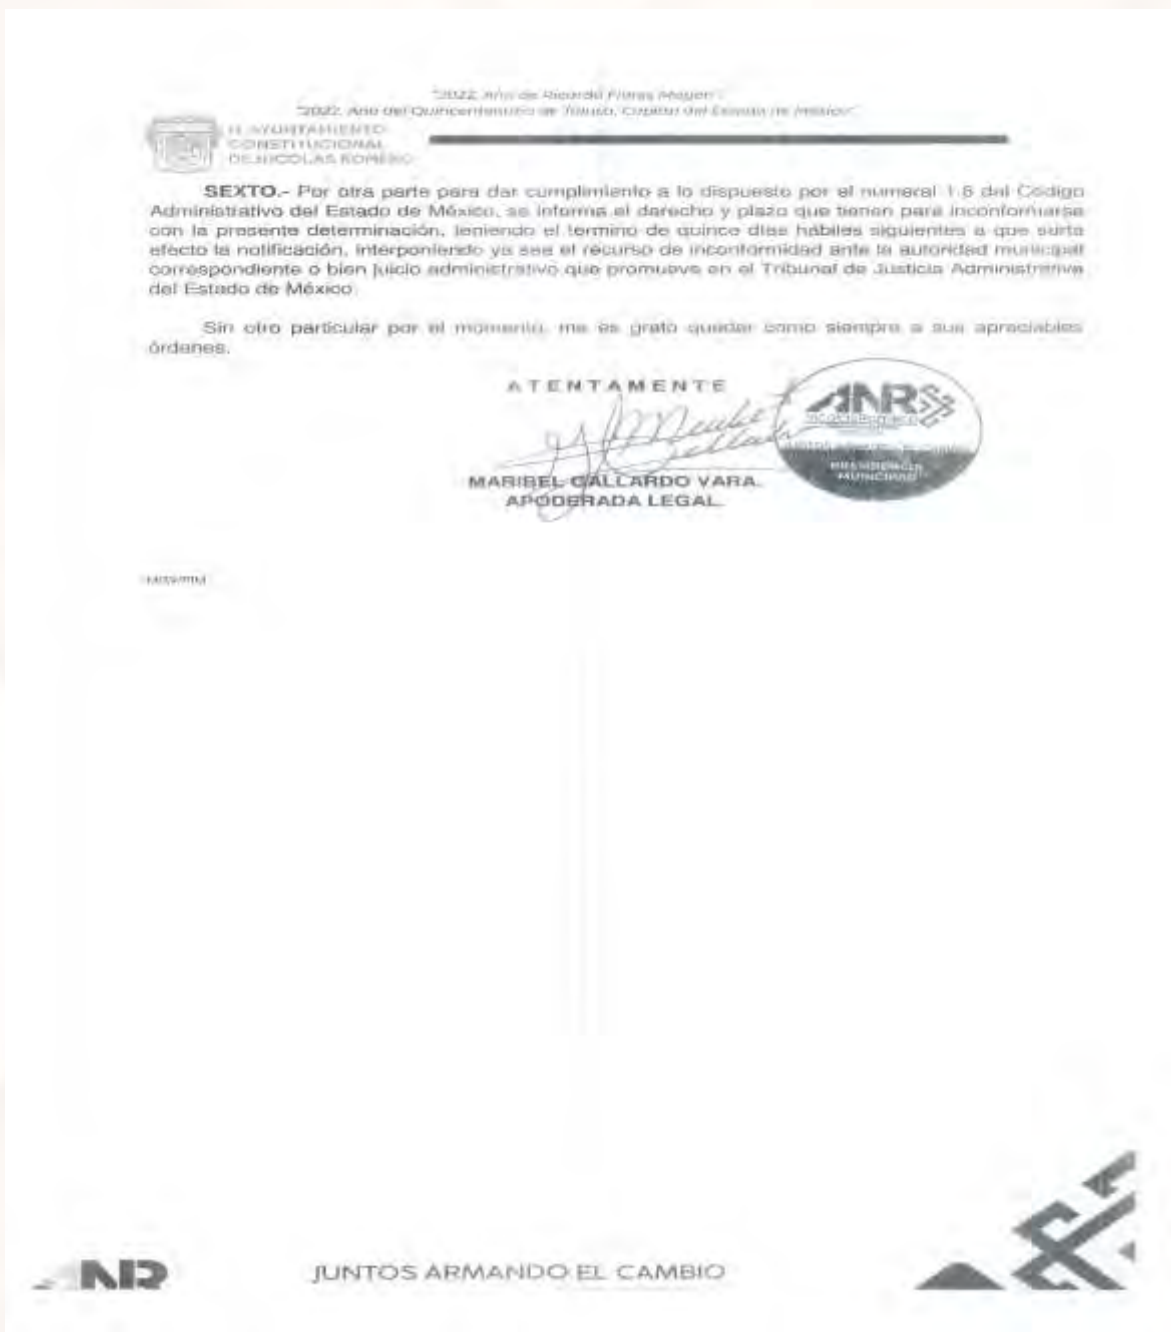 "2022. Año de Ricardo Flores Magón".
"2022. Año del Quincentenario de Toluca, Capital del Estado de México".
H. AYUNTAMIENTO
CONSTITUCIONAL
DE NICOLAS ROMERO
SEXTO.- Por otra parte para dar cumplimiento a lo dispuesto por el numeral 1.8 del Código
Administrativo del Estado de México, se informa el derecho y plazo que tienen para inconformarse
con la presente determinación, teniendo el termino de quince días hábiles siguientes a que surta
efecto la notificación, interponiendo ya sea el recurso de inconformidad ante la autoridad municipal
correspondiente o bien juicio administrativo que promueva en el Tribunal de Justicia Administrativa
del Estado de México.
Sin otro particular por el momento, me es grato quedar como siempre a sus apreciables
órdenes.
ATENTAMENTE
ANR
PRESIDENCIA
MUNICIPAL
MARIBEL GALLARDO VARA.
APODERADA LEGAL.
NR
JUNTOS ARMANDO EL CAMBIO